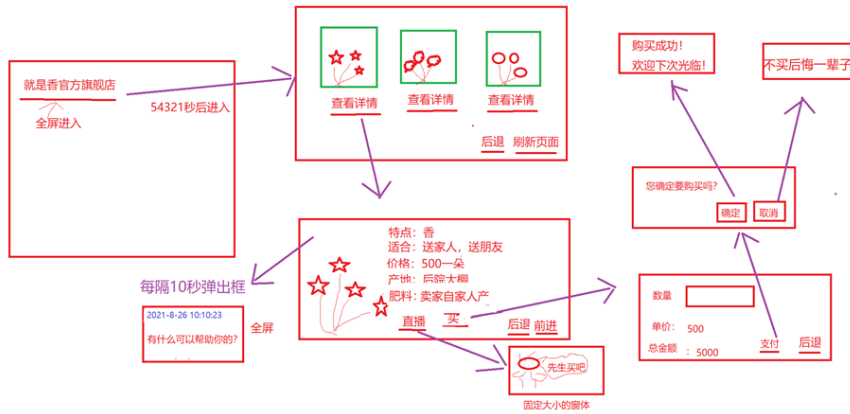 就是香官方旗舰店
全屏进入
54321秒后进入
查看详情
查看详情
查看详情
后退
刷新页面
购买成功！
欢迎下次光临！
不买后悔一辈子
您确定要购买吗？
确定
取消
特点：香
适合：送家人，送朋友
价格：500一朵
产地：后院大棚
肥料：卖家自家人产
直播
买
后退
前进
每隔10秒弹出框
2021-8-26 10:10:23
有什么可以帮助你的？
全屏
先生买吧
固定大小的窗体
数量
单价： 500
总金额 ：5000
支付
后退